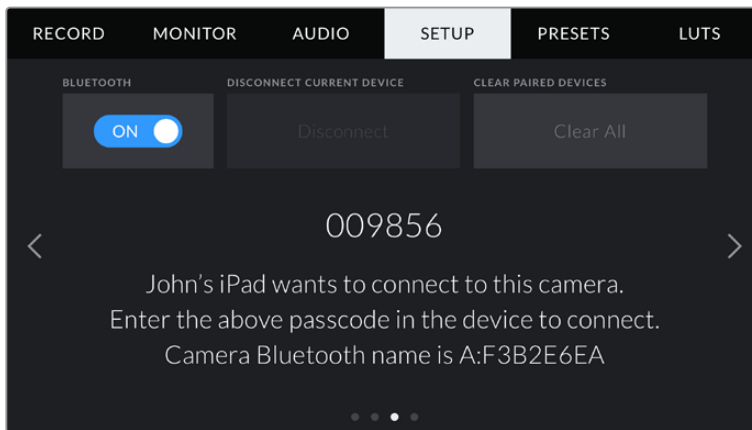 RECORD MONITOR AUDIO SETUP PRESETS LUTS
BLUETOOTH DISCONNECT CURRENT DEVICE CLEAR PAIRED DEVICES
ON Disconnect Clear All
009856
John’s iPad wants to connect to this camera.
Enter the above passcode in the device to connect.
Camera Bluetooth name is A:F3B2E6EA